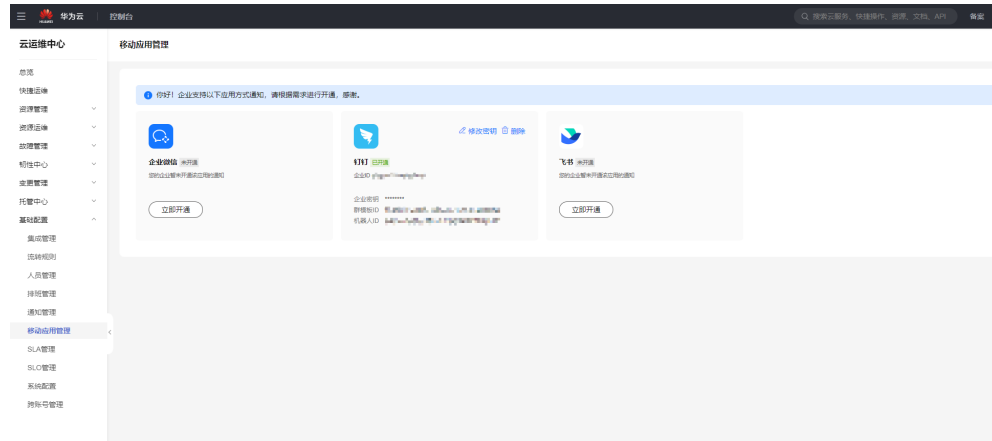 HUAWEI
华为云
控制台
搜索云服务、快捷操作、资源、文档、API
备案
云运维中心
总览
快捷运维
资源管理
资源运维
故障管理
韧性中心
变更管理
托管中心
基础配置
集成管理
流转规则
人员管理
排班管理
通知管理
移动应用管理
SLA管理
SLO管理
系统配置
跨账号管理
移动应用管理
你好！企业支持以下应用方式通知，请根据需求进行开通，感谢。
企业微信 未开通
您的企业暂未开通该应用的通知
立即开通
修改密钥 删除
钉钉 已开通
企业ID
企业密钥 ********
群模板ID
机器人ID
飞书 未开通
您的企业暂未开通该应用的通知
立即开通